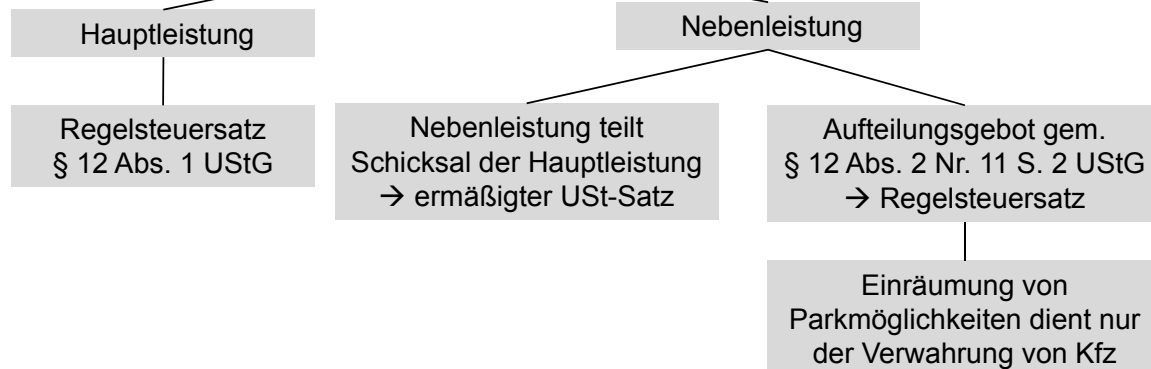 Hauptleistung
Nebenleistung
Regelsteuersatz
§ 12 Abs. 1 UStG
Nebenleistung teilt
Schicksal der Hauptleistung
→ ermäßigter USt-Satz
Aufteilungsgebot gem.
§ 12 Abs. 2 Nr. 11 S. 2 UStG
→ Regelsteuersatz
Einräumung von
Parkmöglichkeiten dient nur
der Verwahrung von Kfz